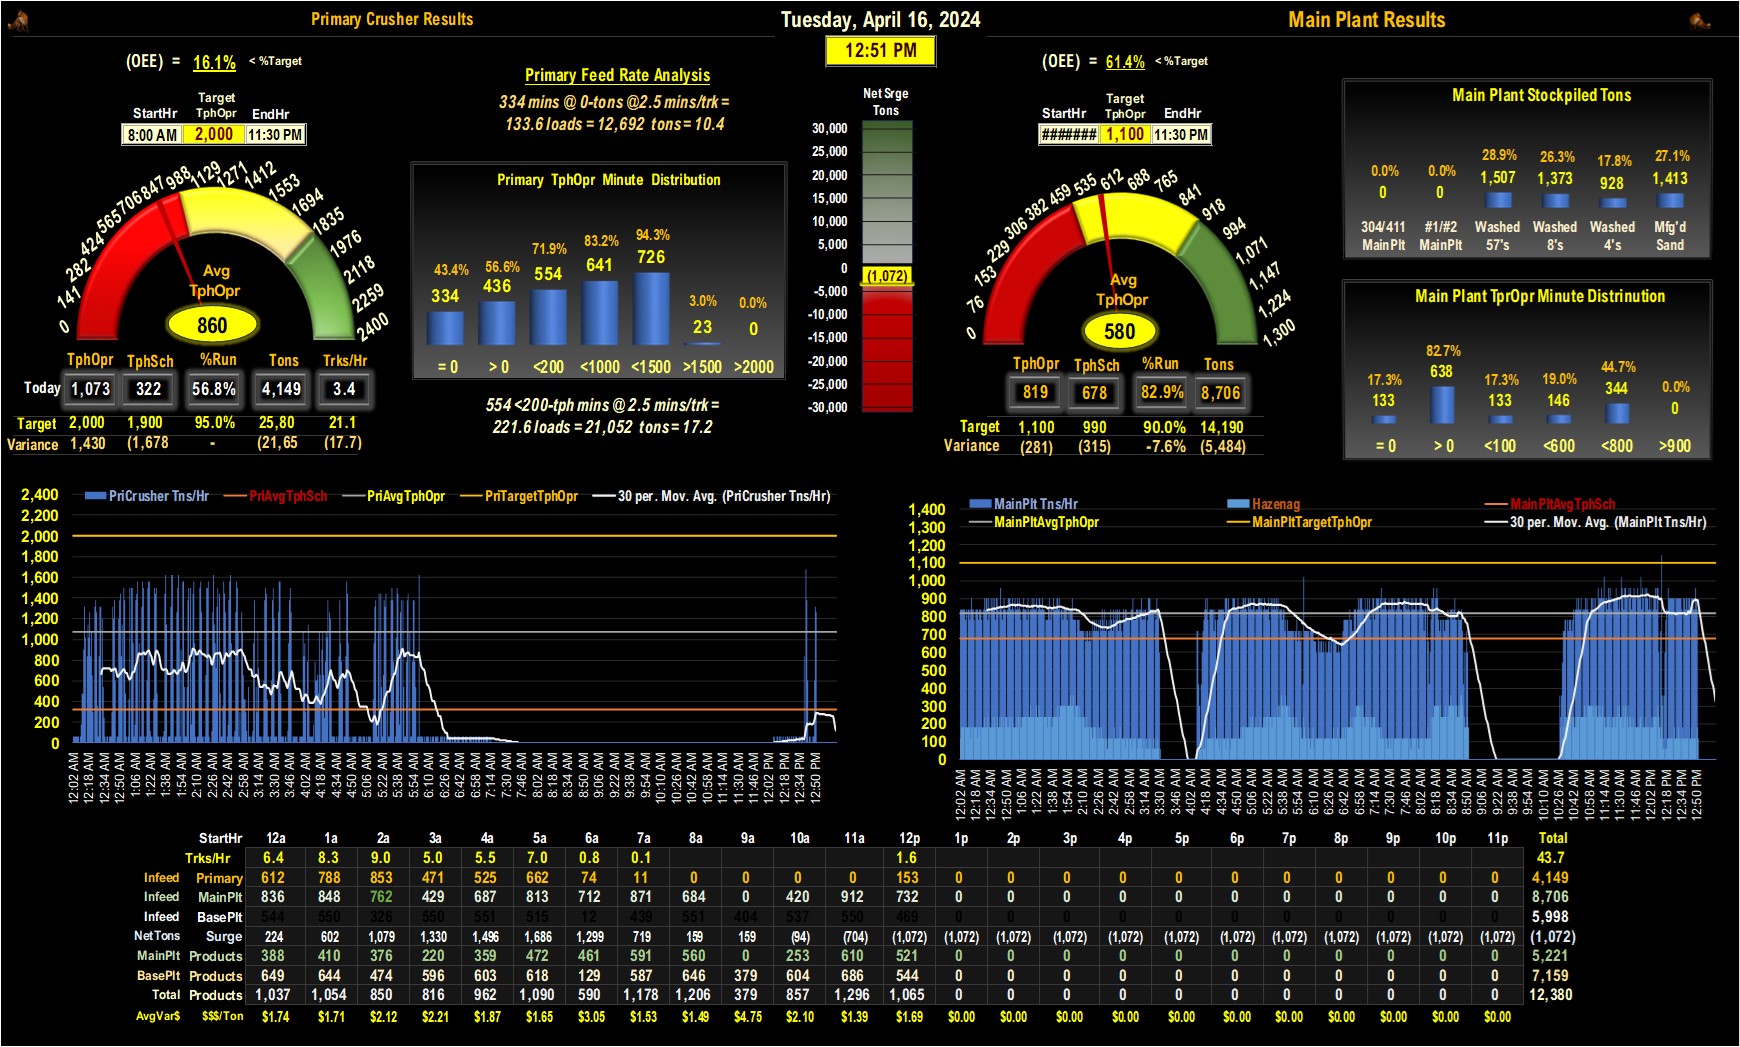 Primary Crusher Results
Tuesday, April 16, 2024
Main Plant Results
12:51 PM
(OEE) = 16.1% < %Target
Target
StartHr TphOpr EndHr
8:00 AM 2,000 11:30 PM
0 141 282 424 565 706 847 988 1129 1271 1412 1553 1694 1835 1976 2118 2259 2400
Avg
TphOpr
860
TphOpr TphSch %Run Tons Trks/Hr
Today 1,073 322 56.8% 4,149 3.4
Target 2,000 1,900 95.0% 25,80 21.1
Variance 1,430 (1,678 - (21,65 (17.7)
Primary Feed Rate Analysis
334 mins @ 0-tons @2.5 mins/trk =
133.6 loads = 12,692 tons = 10.4
Primary TphOpr Minute Distribution
43.4% 56.6% 71.9% 83.2% 94.3% 3.0% 0.0%
334 436 554 641 726 23 0
= 0 > 0 <200 <1000 <1500 >1500 >2000
554 <200-tph mins @ 2.5 mins/trk =
221.6 loads = 21,052 tons = 17.2
Net Srge
Tons
30,000
25,000
20,000
15,000
10,000
5,000
0
(1,072)
-5,000
-10,000
-15,000
-20,000
-25,000
-30,000
(OEE) = 61.4% < %Target
Target
StartHr TphOpr EndHr
####### 1,100 11:30 PM
0 76 153 229 306 382 459 535 612 688 765 841 918 994 1,071 1,147 1,224 1,300
Avg
TphOpr
580
TphOpr TphSch %Run Tons
819 678 82.9% 8,706
Target 1,100 990 90.0% 14,190
Variance (281) (315) -7.6% (5,484)
Main Plant Stockpiled Tons
0.0% 0.0% 28.9% 26.3% 17.8% 27.1%
0 0 1,507 1,373 928 1,413
304/411 #1/#2 Washed Washed Washed Mfg'd
MainPlt MainPlt 57's 8's 4's Sand
Main Plant TprOpr Minute Distrinution
17.3% 82.7% 17.3% 19.0% 44.7% 0.0%
133 638 133 146 344 0
= 0 > 0 <100 <600 <800 >900
PriCrusher Tns/Hr PriAvgTphSch PriAvgTphOpr PriTargetTphOpr 30 per. Mov. Avg. (PriCrusher Tns/Hr)
2,400
2,200
2,000
1,800
1,600
1,400
1,200
1,000
800
600
400
200
0
12:02 AM 12:18 AM 12:34 AM 12:50 AM 1:06 AM 1:22 AM 1:38 AM 1:54 AM 2:10 AM 2:26 AM 2:42 AM 2:58 AM 3:14 AM 3:30 AM 3:46 AM 4:02 AM 4:18 AM 4:34 AM 4:50 AM 5:06 AM 5:22 AM 5:38 AM 5:54 AM 6:10 AM 6:26 AM 6:42 AM 6:58 AM 7:14 AM 7:30 AM 7:46 AM 8:02 AM 8:18 AM 8:34 AM 8:50 AM 9:06 AM 9:22 AM 9:38 AM 9:54 AM 10:10 AM 10:26 AM 10:42 AM 10:58 AM 11:14 AM 11:30 AM 11:46 AM 12:02 PM 12:18 PM 12:34 PM 12:50 PM
MainPlt Tns/Hr Hazenag MainPltAvgTphSch
MainPltAvgTphOpr MainPltTargetTphOpr 30 per. Mov. Avg. (MainPlt Tns/Hr)
1,400
1,300
1,200
1,100
1,000
900
800
700
600
500
400
300
200
100
0
12:02 AM 12:18 AM 12:34 AM 12:50 AM 1:06 AM 1:22 AM 1:38 AM 1:54 AM 2:10 AM 2:26 AM 2:42 AM 2:58 AM 3:14 AM 3:30 AM 3:46 AM 4:02 AM 4:18 AM 4:34 AM 4:50 AM 5:06 AM 5:22 AM 5:38 AM 5:54 AM 6:10 AM 6:26 AM 6:42 AM 6:58 AM 7:14 AM 7:30 AM 7:46 AM 8:02 AM 8:18 AM 8:34 AM 8:50 AM 9:06 AM 9:22 AM 9:38 AM 9:54 AM 10:10 AM 10:26 AM 10:42 AM 10:58 AM 11:14 AM 11:30 AM 11:46 AM 12:02 PM 12:18 PM 12:34 PM 12:50 PM
StartHr 12a 1a 2a 3a 4a 5a 6a 7a 8a 9a 10a 11a 12p 1p 2p 3p 4p 5p 6p 7p 8p 9p 10p 11p Total
Trks/Hr 6.4 8.3 9.0 5.0 5.5 7.0 0.8 0.1 1.6 43.7
Infeed Primary 612 788 853 471 525 662 74 11 0 0 0 0 153 0 0 0 0 0 0 0 0 0 0 0 4,149
Infeed MainPlt 836 848 762 429 687 813 712 871 684 0 420 912 732 0 0 0 0 0 0 0 0 0 0 0 8,706
Infeed BasePlt 544 550 326 550 551 515 12 439 551 404 537 550 469 0 0 0 0 0 0 0 0 0 0 0 5,998
NetTons Surge 224 602 1,079 1,330 1,496 1,686 1,299 719 159 159 (94) (704) (1,072) (1,072) (1,072) (1,072) (1,072) (1,072) (1,072) (1,072) (1,072) (1,072) (1,072) (1,072) (1,072)
MainPlt Products 388 410 376 220 359 472 461 591 560 0 253 610 521 0 0 0 0 0 0 0 0 0 0 0 5,221
BasePlt Products 649 644 474 596 603 618 129 587 646 379 604 686 544 0 0 0 0 0 0 0 0 0 0 0 7,159
Total Products 1,037 1,054 850 816 962 1,090 590 1,178 1,206 379 857 1,296 1,065 0 0 0 0 0 0 0 0 0 0 0 12,380
AvgVar$ $$$/Ton $1.74 $1.71 $2.12 $2.21 $1.87 $1.65 $3.05 $1.53 $1.49 $4.75 $2.10 $1.39 $1.69 $0.00 $0.00 $0.00 $0.00 $0.00 $0.00 $0.00 $0.00 $0.00 $0.00 $0.00